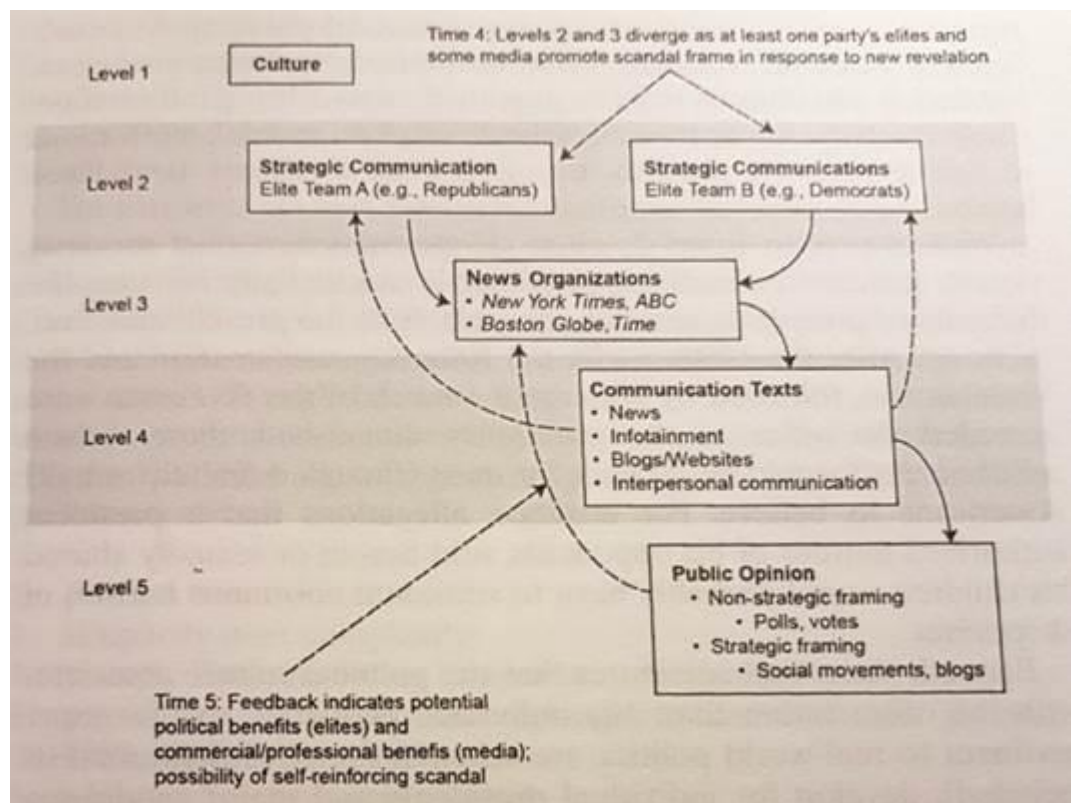 Time 4: Levels 2 and 3 diverge as at least one party's elites and
some media promote scandal frame in response to new revelation
Level 1
Culture
Level 2
Strategic Communication
Elite Team A (e.g., Republicans)
Strategic Communications
Elite Team B (e.g., Democrats)
Level 3
News Organizations
• New York Times, ABC
• Boston Globe, Time
Level 4
Communication Texts
• News
• Infotainment
• Blogs/Websites
• Interpersonal communication
Level 5
Public Opinion
• Non-strategic framing
• Polls, votes
• Strategic framing
• Social movements, blogs
Time 5: Feedback indicates potential
political benefits (elites) and
commercial/professional benefis (media);
possibility of self-reinforcing scandal